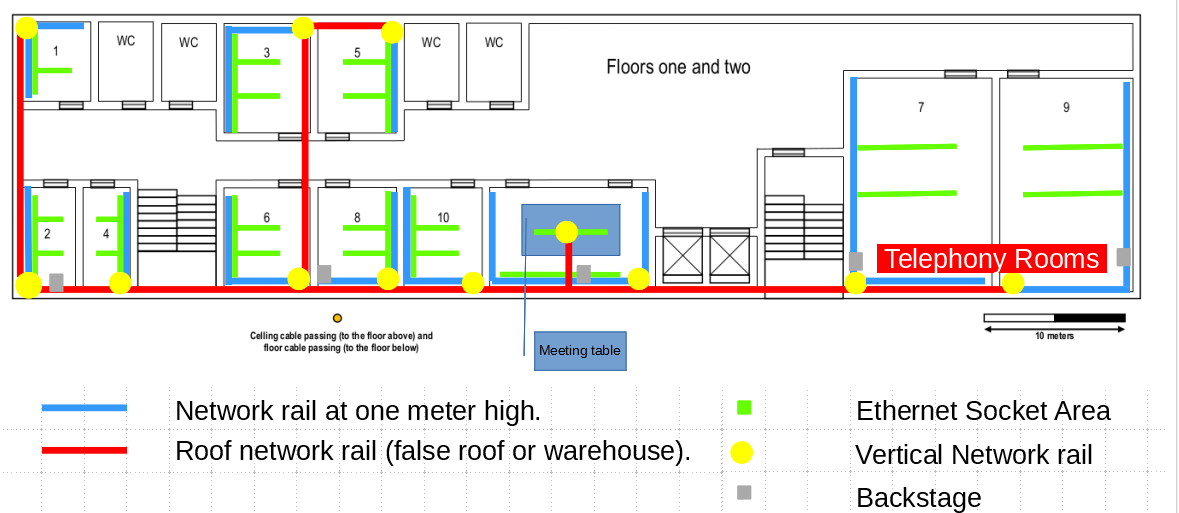 1
WC
WC
3
5
WC
WC
Floors one and two
7
9
2
4
6
8
10
Telephony Rooms
Celling cable passing (to the floor above) and
floor cable passing (to the floor below)
Meeting table
10 meters
Network rail at one meter high.
Ethernet Socket Area
Roof network rail (false roof or warehouse).
Vertical Network rail
Backstage